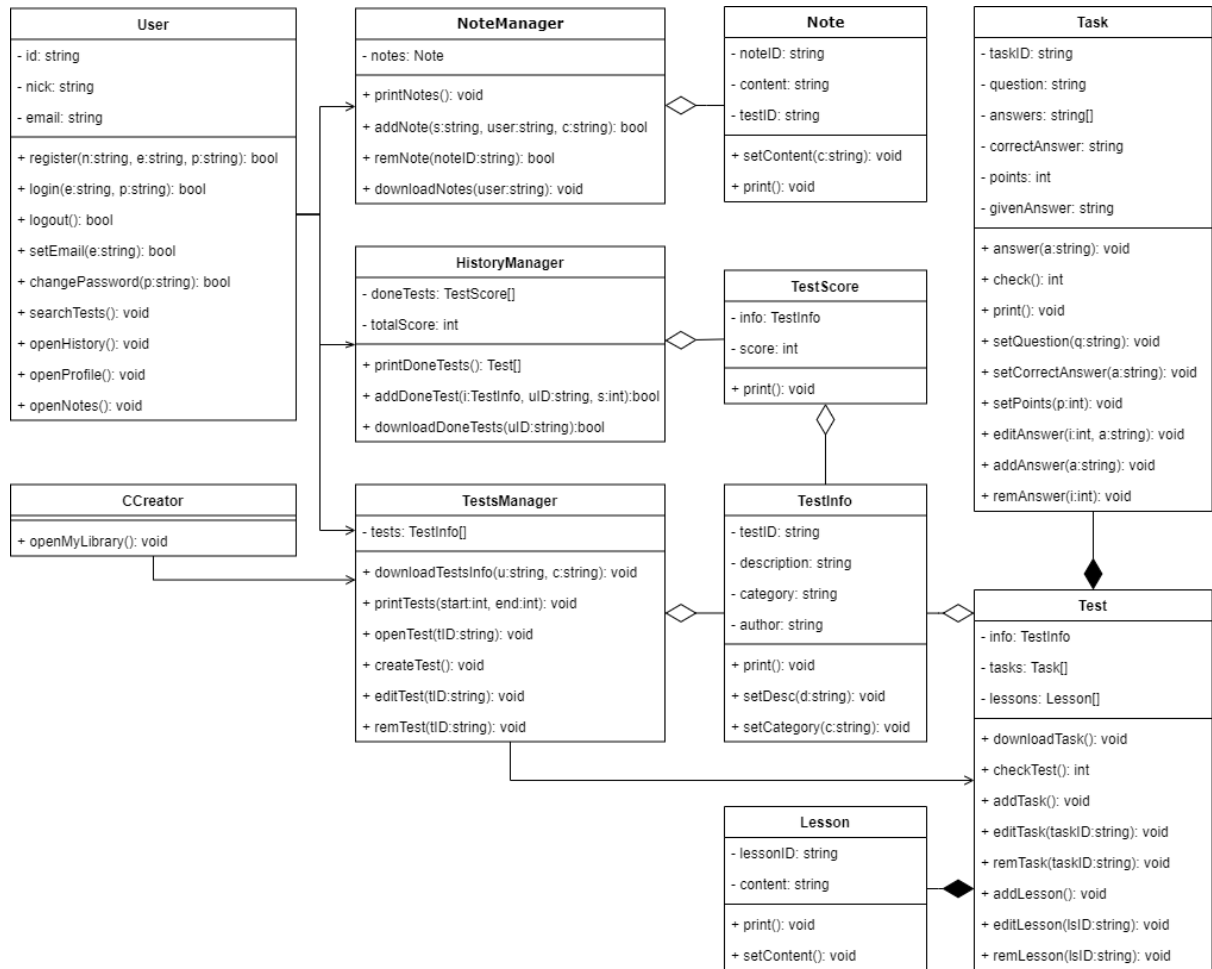 User
- id: string
- nick: string
- email: string
+ register(n:string, e:string, p:string): bool
+ login(e:string, p:string): bool
+ logout(): bool
+ setEmail(e:string): bool
+ changePassword(p:string): bool
+ searchTests(): void
+ openHistory(): void
+ openProfile(): void
+ openNotes(): void
NoteManager
- notes: Note
+ printNotes(): void
+ addNote(s:string, user:string, c:string): bool
+ remNote(noteID:string): bool
+ downloadNotes(user:string): void
Note
- noteID: string
- content: string
- testID: string
+ setContent(c:string): void
+ print(): void
Task
- taskID: string
- question: string
- answers: string[]
- correctAnswer: string
- points: int
- givenAnswer: string
+ answer(a:string): void
+ check(): int
+ print(): void
+ setQuestion(q:string): void
+ setCorrectAnswer(a:string): void
+ setPoints(p:int): void
+ editAnswer(i:int, a:string): void
+ addAnswer(a:string): void
+ remAnswer(i:int): void
HistoryManager
- doneTests: TestScore[]
- totalScore: int
+ printDoneTests(): Test[]
+ addDoneTest(i:TestInfo, uID:string, s:int):bool
+ downloadDoneTests(uID:string):bool
TestScore
- info: TestInfo
- score: int
+ print(): void
CCreator
+ openMyLibrary(): void
TestsManager
- tests: TestInfo[]
+ downloadTestsInfo(u:string, c:string): void
+ printTests(start:int, end:int): void
+ openTest(tID:string): void
+ createTest(): void
+ editTest(tID:string): void
+ remTest(tID:string): void
TestInfo
- testID: string
- description: string
- category: string
- author: string
+ print(): void
+ setDesc(d:string): void
+ setCategory(c:string): void
Test
- info: TestInfo
- tasks: Task[]
- lessons: Lesson[]
+ downloadTask(): void
+ checkTest(): int
+ addTask(): void
+ editTask(taskID:string): void
+ remTask(taskID:string): void
+ addLesson(): void
+ editLesson(lsID:string): void
+ remLesson(lsID:string): void
Lesson
- lessonID: string
- content: string
+ print(): void
+ setContent(): void